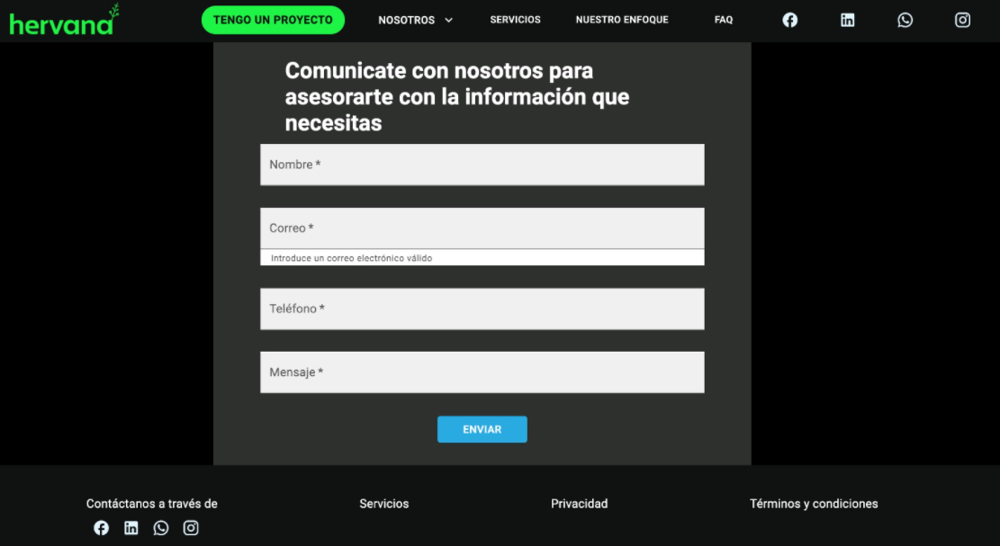 hervana
TENGO UN PROYECTO
NOSOTROS
SERVICIOS
NUESTRO ENFOQUE
FAQ
Comunicate con nosotros para
asesorarte con la información que
necesitas
Nombre *
Correo *
Introduce un correo electrónico válido
Teléfono *
Mensaje *
ENVIAR
Contáctanos a través de
Servicios
Privacidad
Términos y condiciones